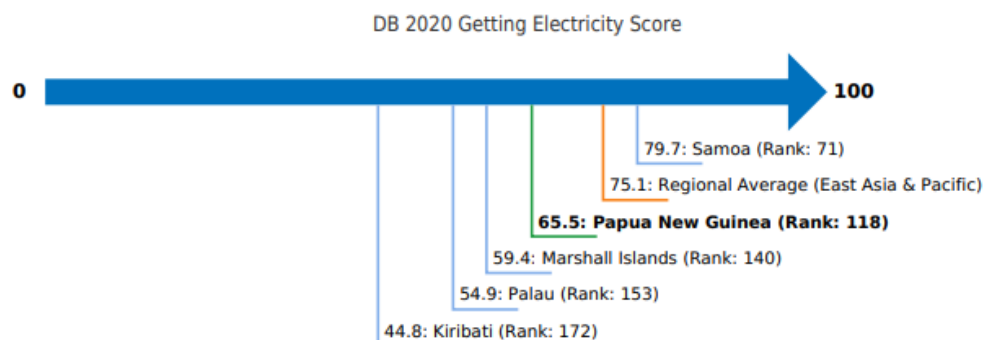 DB 2020 Getting Electricity Score
0
100
79.7: Samoa (Rank: 71)
75.1: Regional Average (East Asia & Pacific)
65.5: Papua New Guinea (Rank: 118)
59.4: Marshall Islands (Rank: 140)
54.9: Palau (Rank: 153)
44.8: Kiribati (Rank: 172)